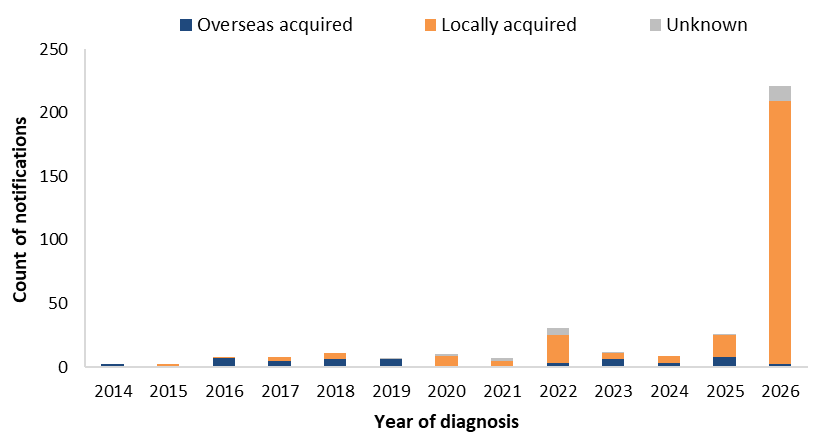 Overseas acquired Locally acquired Unknown
250
200
150
100
50
0
Count of notifications
2014 2015 2016 2017 2018 2019 2020 2021 2022 2023 2024 2025 2026
Year of diagnosis